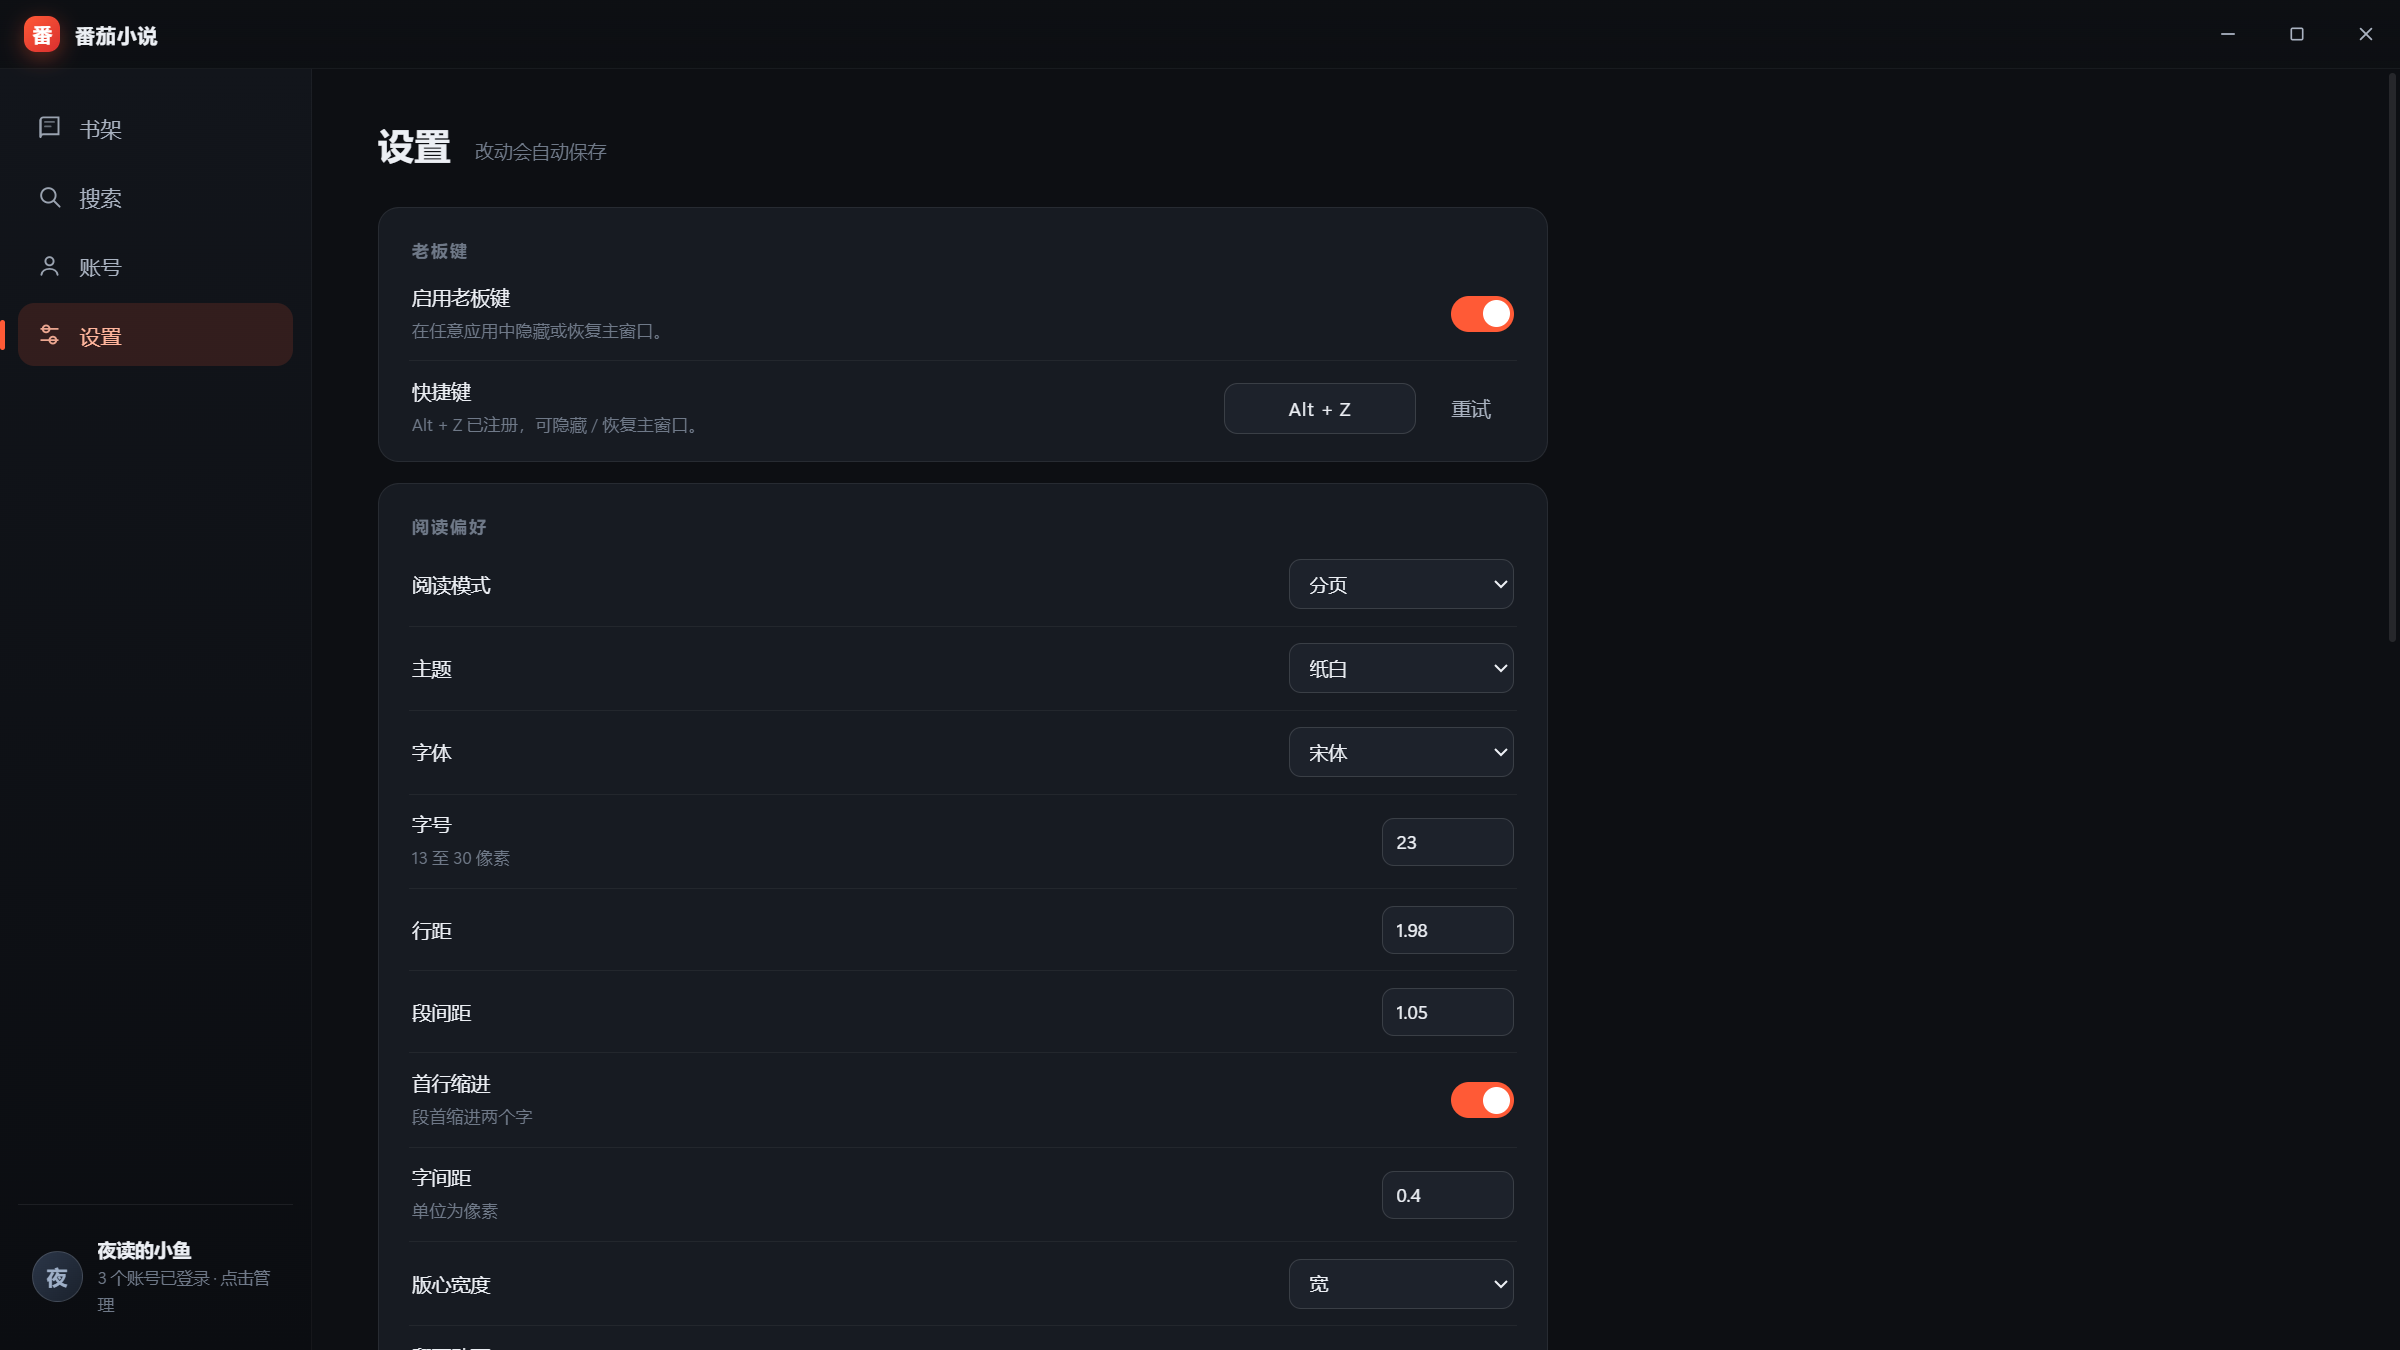 番 番茄小说
书架
搜索
账号
设置
夜
夜读的小鱼
3 个账号已登录 · 点击管
理
设置 改动会自动保存
老板键
启用老板键
在任意应用中隐藏或恢复主窗口。
快捷键
Alt + Z 已注册，可隐藏 / 恢复主窗口。
Alt + Z
重试
阅读偏好
阅读模式
分页
主题
纸白
字体
宋体
字号
13 至 30 像素
23
行距
1.98
段间距
1.05
首行缩进
段首缩进两个字
字间距
单位为像素
0.4
版心宽度
宽